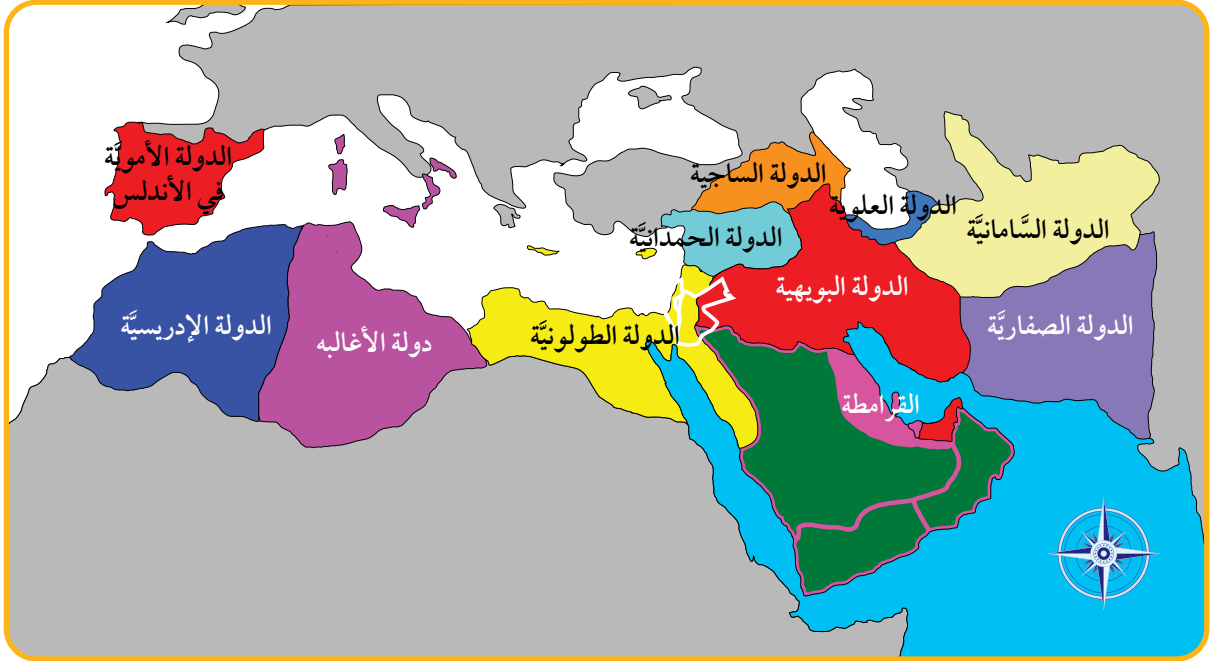 الدولة الأمويَّة
في الأندلس
الدولة الساجية
الدولة العلوية
الدولة السَّامانيَّة
الدولة الحمدانيَّة
الدولة البويهية
الدولة الصفاريَّة
الدولة الإدريسيَّة
دولة الأغالبه
الدولة الطولونيَّة
القرامطة